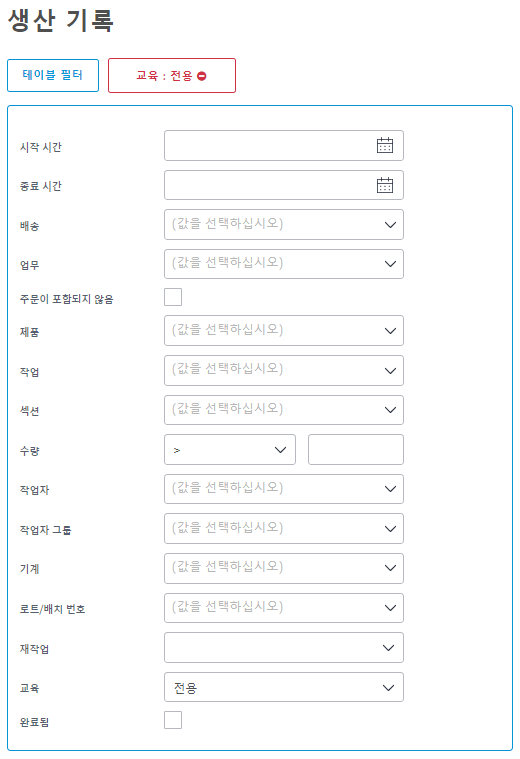 생산 기록
테이블 필터 교육 : 전용
시작 시간
종료 시간
배송 (값을 선택하십시오)
업무 (값을 선택하십시오)
주문이 포함되지 않음
제품 (값을 선택하십시오)
작업 (값을 선택하십시오)
섹션 (값을 선택하십시오)
수량 >
작업자 (값을 선택하십시오)
작업자 그룹 (값을 선택하십시오)
기계 (값을 선택하십시오)
로트/배치 번호 (값을 선택하십시오)
재작업
교육 전용
완료됨